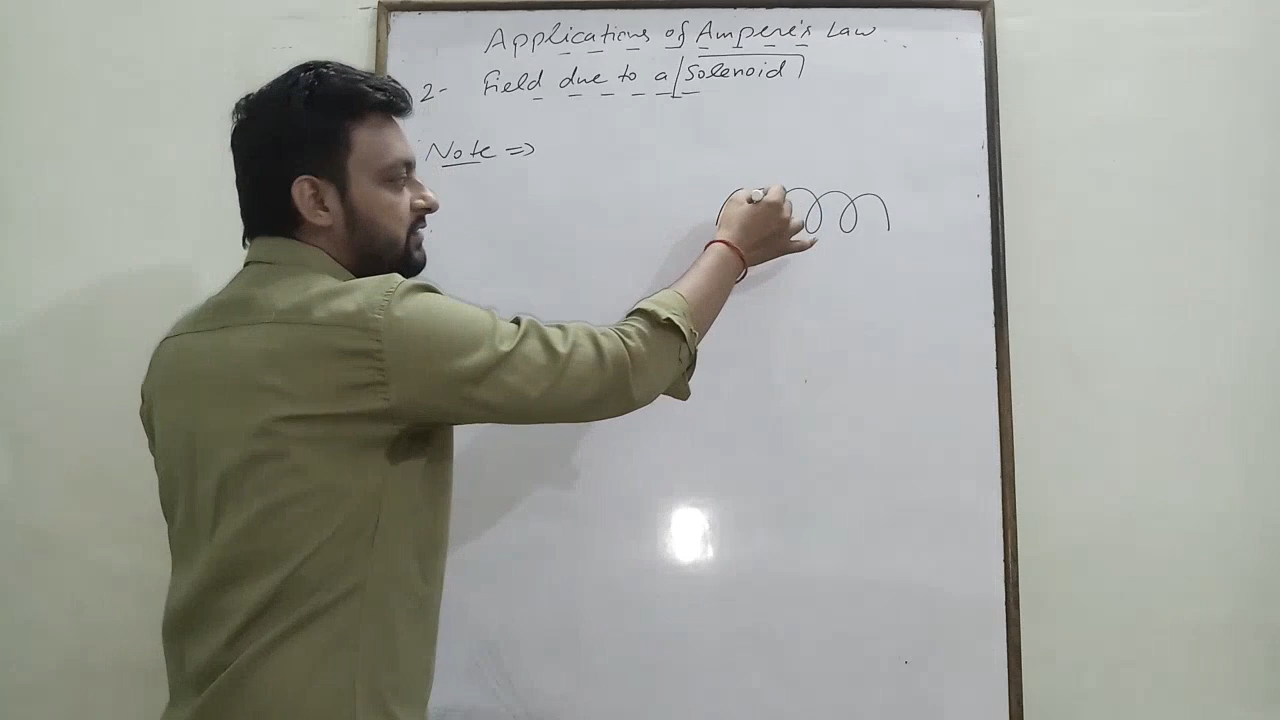 Applications of Ampere's Law
2- Field due to a Solenoid
Note ⇒